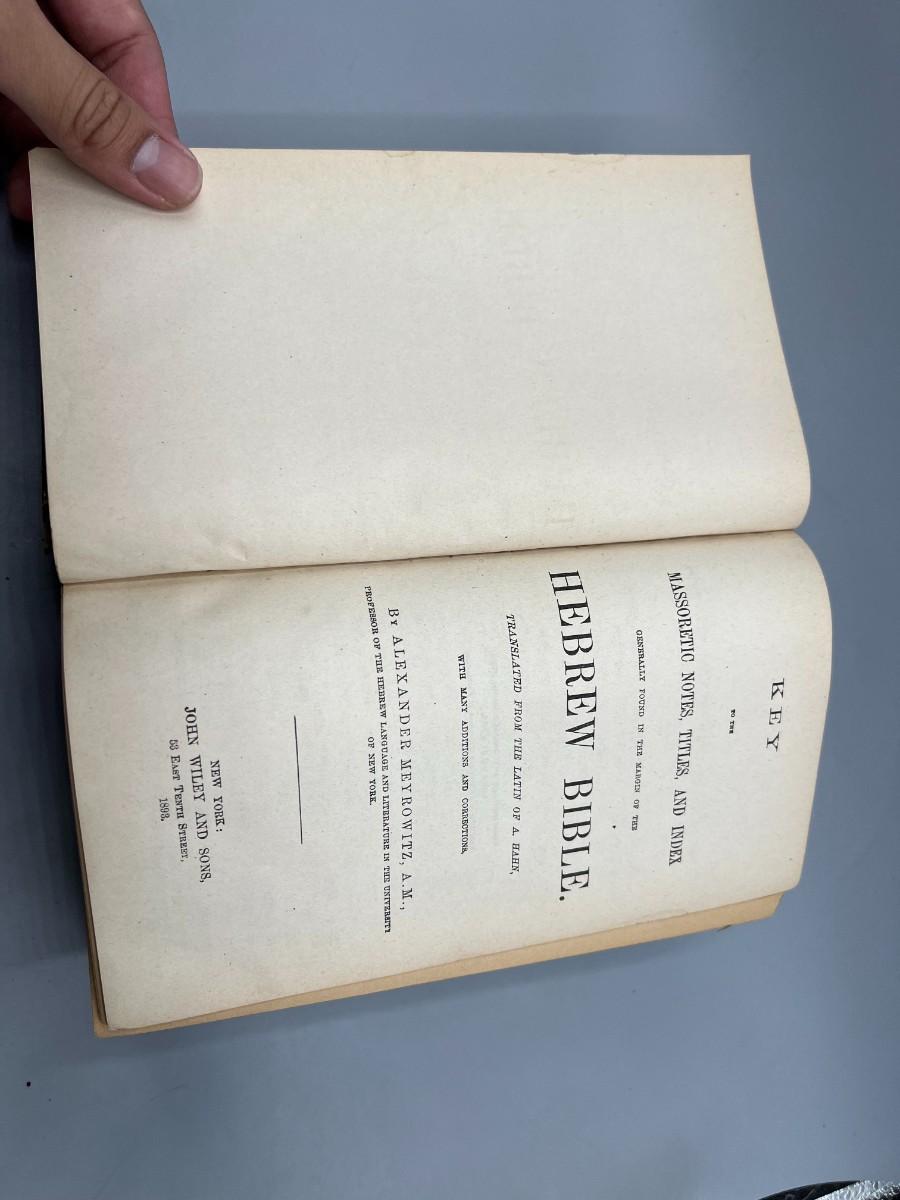 KEY
TO THE
MASSORETIC NOTES, TITLES, AND INDEX
GENERALLY FOUND IN THE MARGIN OF THE
HEBREW BIBLE.
TRANSLATED FROM THE LATIN OF A. HAHN,
WITH MANY ADDITIONS AND CORRECTIONS,
BY ALEXANDER MEYROWITZ, A.M.,
PROFESSOR OF THE HEBREW LANGUAGE AND LITERATURE IN THE UNIVERSITY
OF NEW YORK.
NEW YORK:
JOHN WILEY AND SONS,
53 EAST TENTH STREET,
1893.